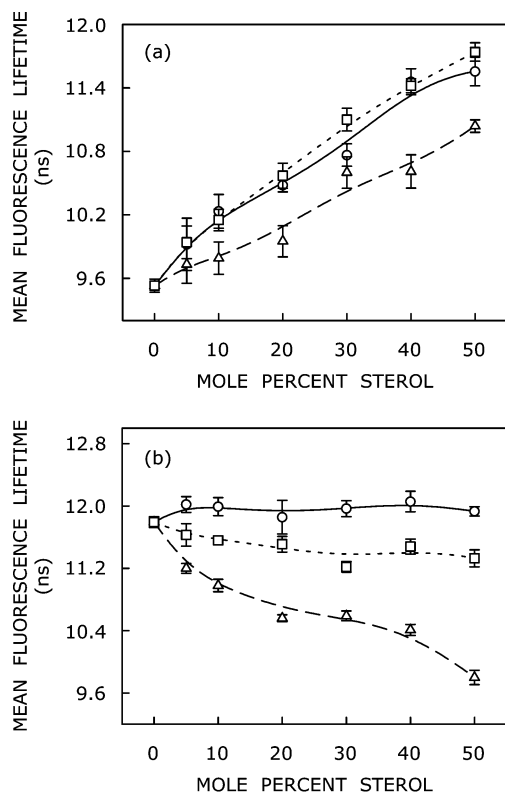 12.0
(a)
11.4
10.8
10.2
9.6
MEAN FLUORESCENCE LIFETIME
(ns)
0 10 20 30 40 50
MOLE PERCENT STEROL
12.8
(b)
12.0
11.2
10.4
9.6
MEAN FLUORESCENCE LIFETIME
(ns)
0 10 20 30 40 50
MOLE PERCENT STEROL